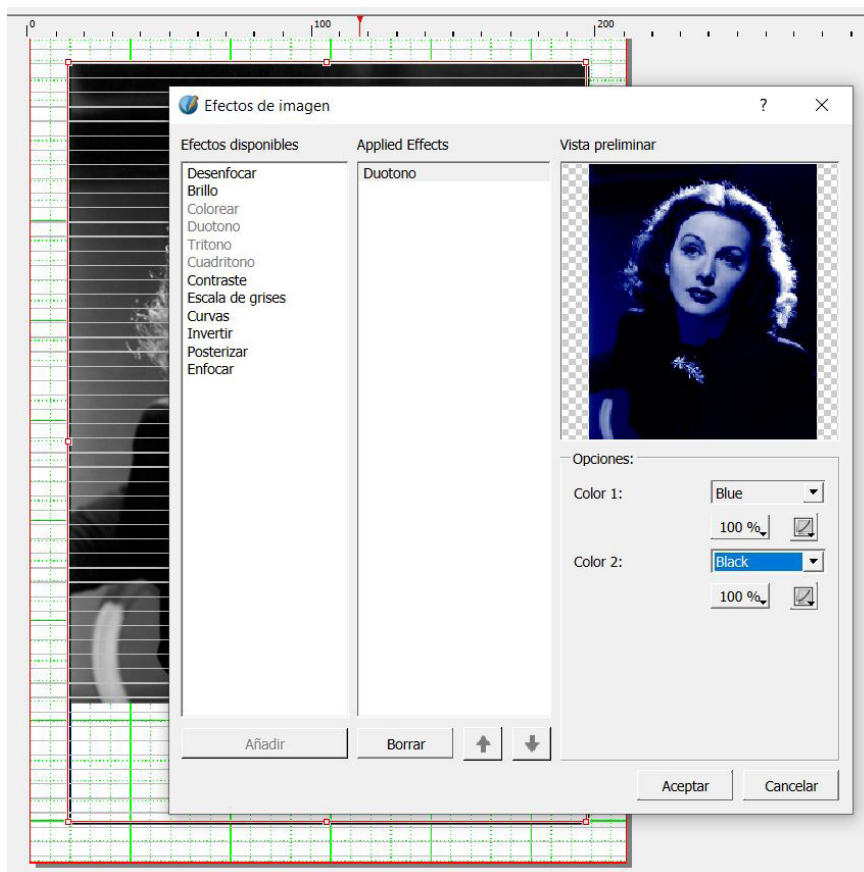 0 100 200
Efectos de imagen ? ×
Efectos disponibles
Desenfocar
Brillo
Colorear
Duotono
Tritono
Cuadritono
Contraste
Escala de grises
Curvas
Invertir
Posterizar
Enfocar
Añadir
Applied Effects
Duotono
Borrar
Vista preliminar
Opciones:
Color 1: Blue
100 %
Color 2: Black
100 %
Aceptar Cancelar